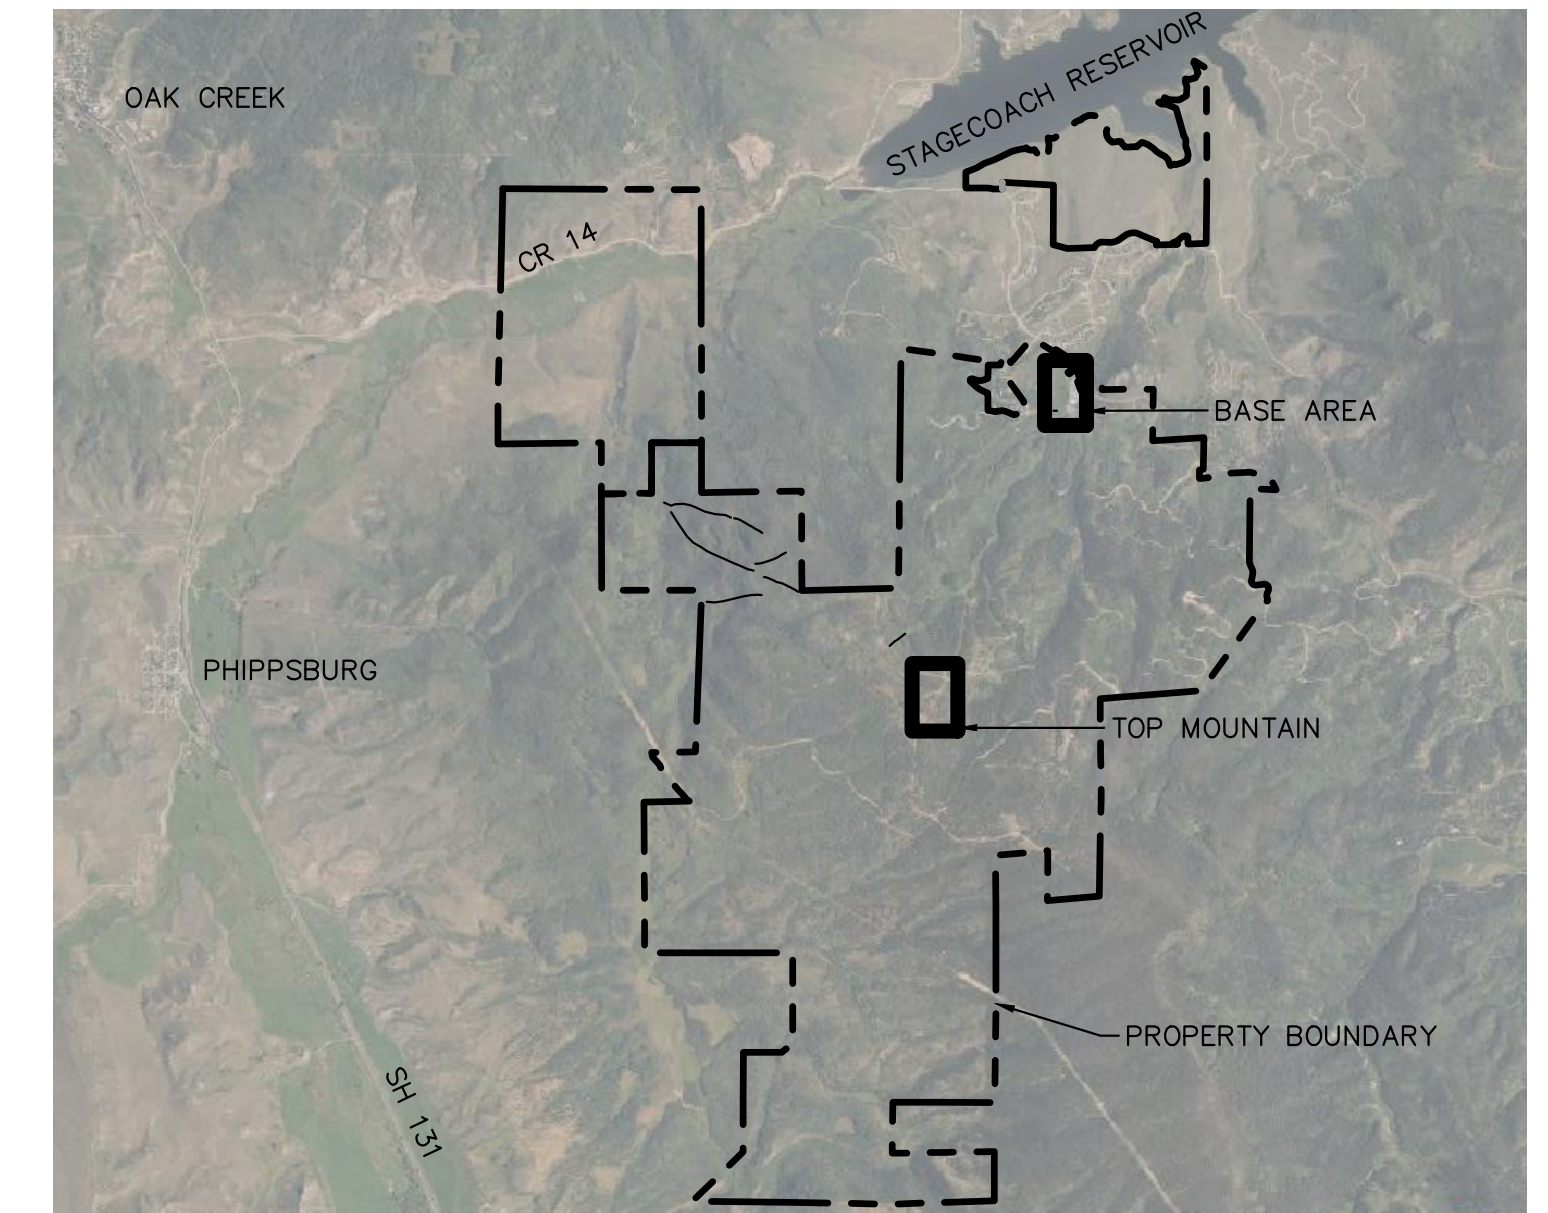 STAGECOACH RESERVOIR
OAK CREEK
CR 14
BASE AREA
PHIPPSBURG
TOP MOUNTAIN
PROPERTY BOUNDARY
SH 131